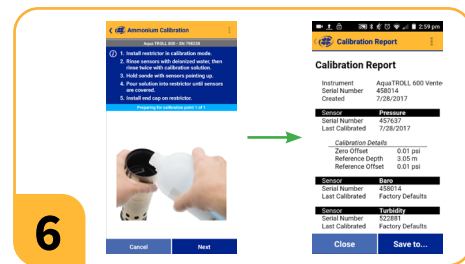 Ammonium Calibration
Aqua TROLL 600 - SN: 798238
1. Install restrictor in calibration mode.
2. Rinse sensors with deionized water, then
rinse twice with calibration solution.
3. Hold sonde with sensors pointing up.
4. Pour solution into restrictor until sensors
are covered.
5. Install end cap on restrictor.
Preparing for calibration point 1 of 1
Cancel Next
2:59 pm
Calibration Report
Calibration Report
Instrument AquaTROLL 600 Vente
Serial Number 458014
Created 7/28/2017
Sensor Pressure
Serial Number 457637
Last Calibrated 7/28/2017
Calibration Details
Zero Offset 0.01 psi
Reference Depth 3.05 m
Reference Offset 0.01 psi
Sensor Baro
Serial Number 458014
Last Calibrated Factory Defaults
Sensor Turbidity
Serial Number 522881
Last Calibrated Factory Defaults
Close Save to...
6